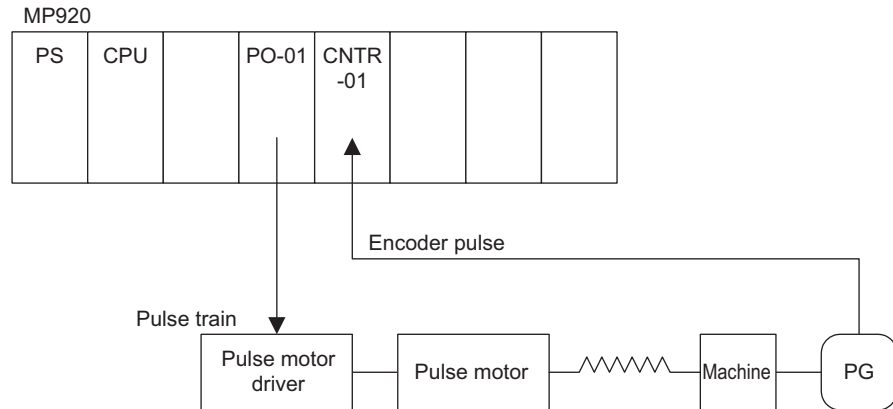 MP920
PS
CPU
PO-01
CNTR
-01
Encoder pulse
Pulse train
Pulse motor
driver
Pulse motor
Machine
PG